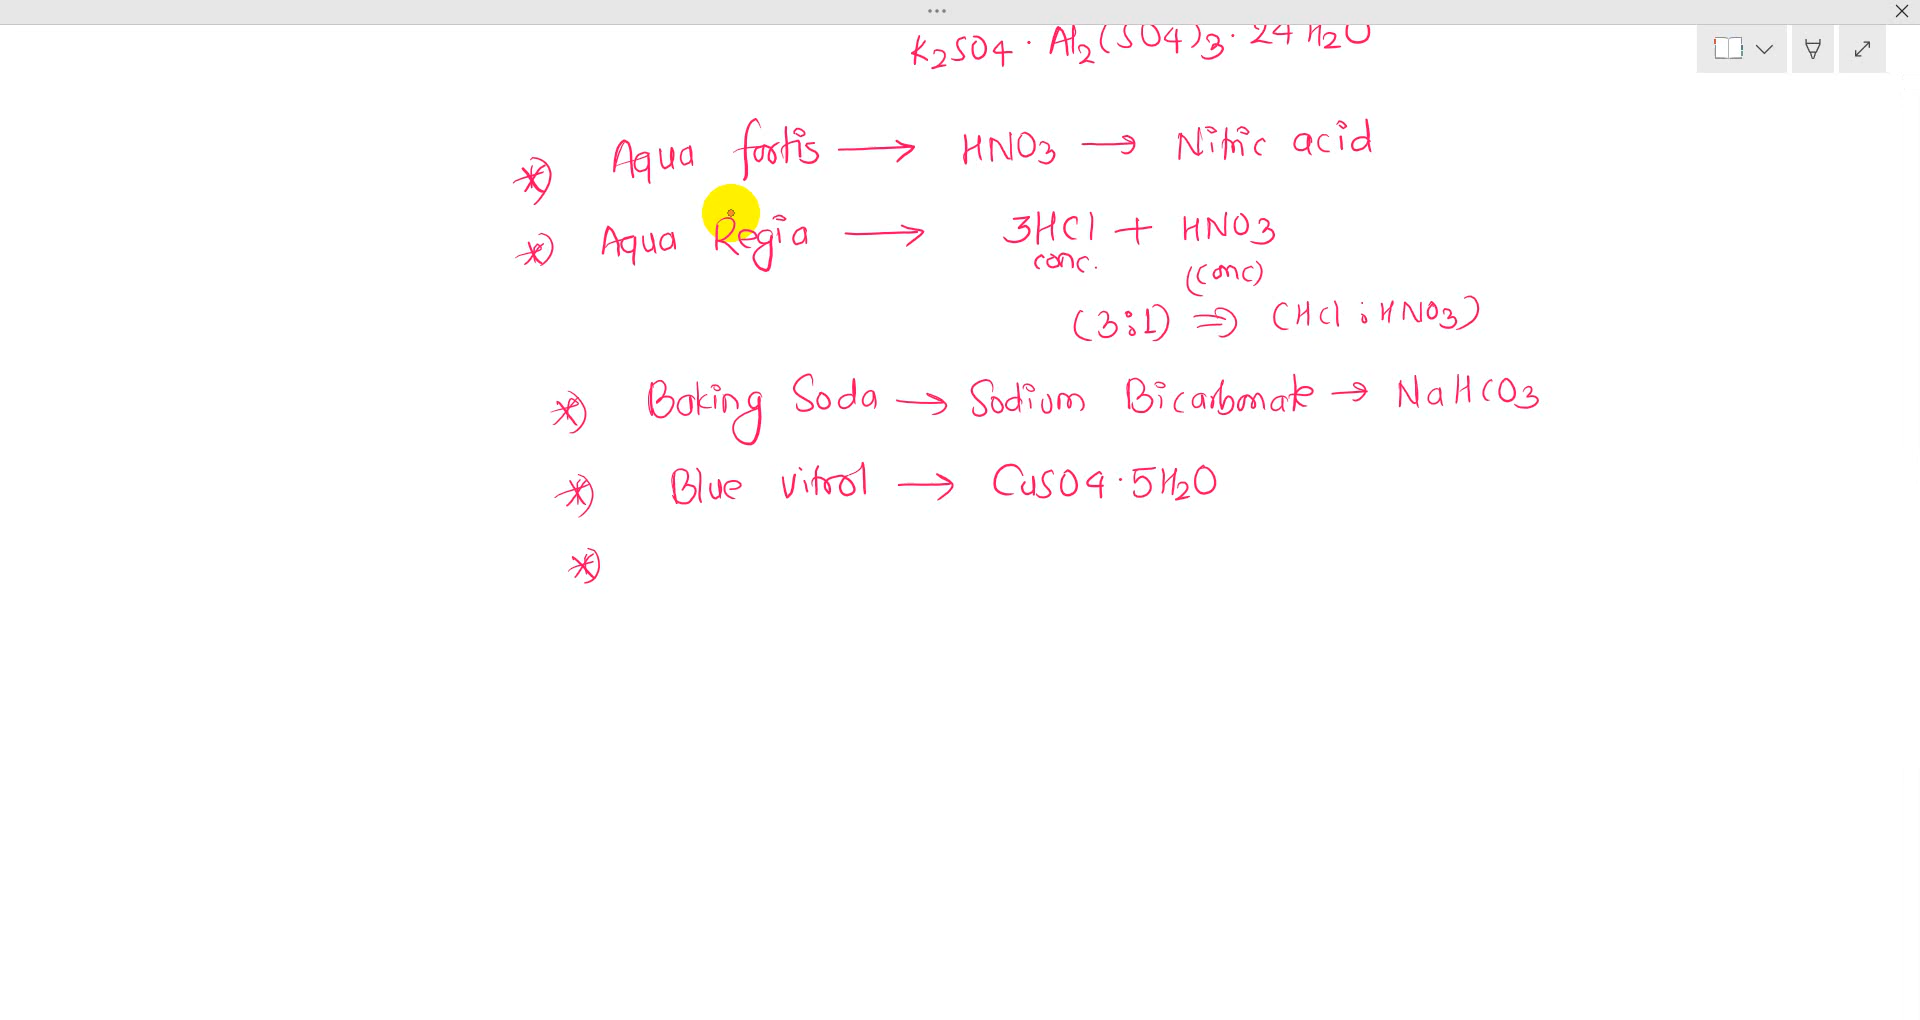 K2SO4 · Al2(SO4)3 · 24 H2O
*) Aqua fortis → HNO3 → Nitric acid
*) Aqua Regia → 3HCl + HNO3
conc. (conc)
(3:1) ⇒ (HCl : HNO3)
*) Baking Soda → Sodium Bicarbonate → NaHCO3
*) Blue vitrol → CuSO4 · 5H2O
*)